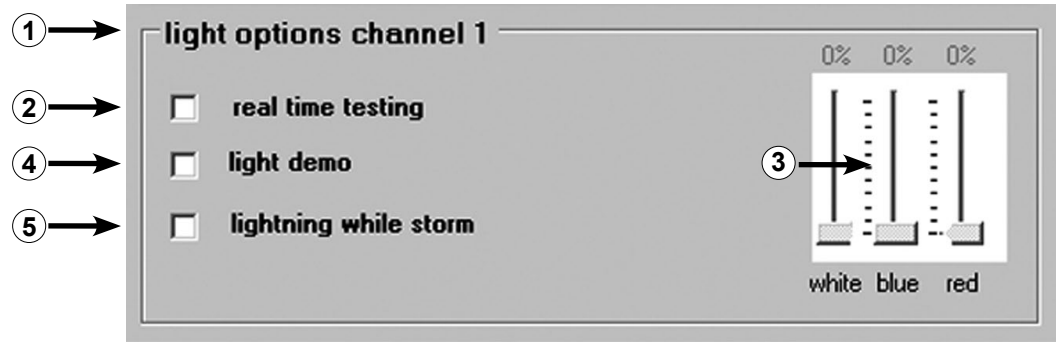 1 light options channel 1
0% 0% 0%
2 real time testing
4 light demo
3
5 lightning while storm
white blue red